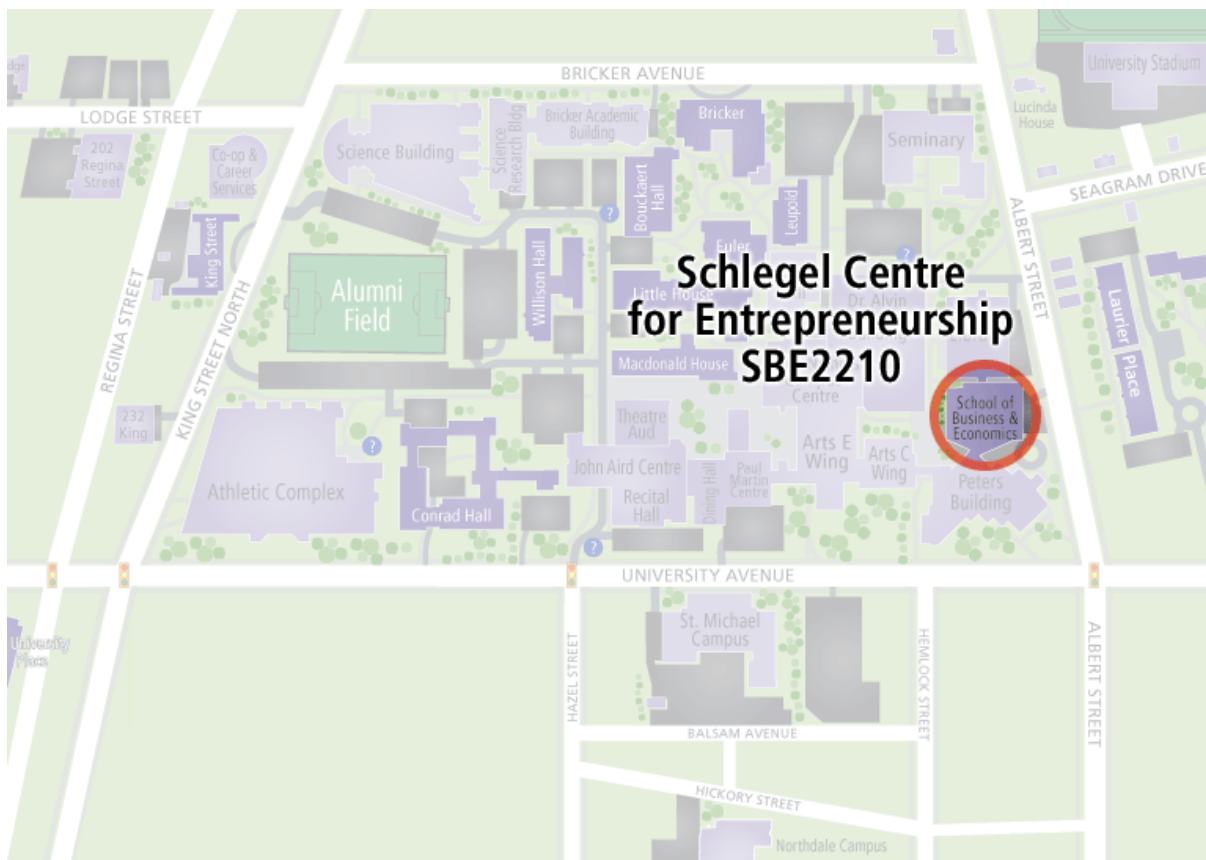 BRICKER AVENUE
University Stadium
LODGE STREET
202
Regina
Street
Co-op &
Career
Services
Science Building
Science
Research Bldg
Bricker Academic
Building
Bricker
Seminary
Lucinda
House
SEAGRAM DRIVE
Bouckaert
Hall
Leupold
ALBERT STREET
King Street
Euler
Schlegel Centre
for Entrepreneurship
SBE2210
Alumni
Field
Willison Hall
Little House
Dr. Alvin
Building
Laurier Place
REGINA STREET
KING STREET NORTH
Macdonald House
Centre
School of
Business &
Economics
232
King
Theatre
Aud
Arts E
Wing
Arts C
Wing
Athletic Complex
John Aird Centre
Recital
Hall
Dining Hall
Paul
Martin
Centre
Peters
Building
Conrad Hall
?
?
?
?
UNIVERSITY AVENUE
University
Place
HAZEL STREET
St. Michael
Campus
HEMLOCK STREET
ALBERT STREET
BALSAM AVENUE
HICKORY STREET
Northdale Campus